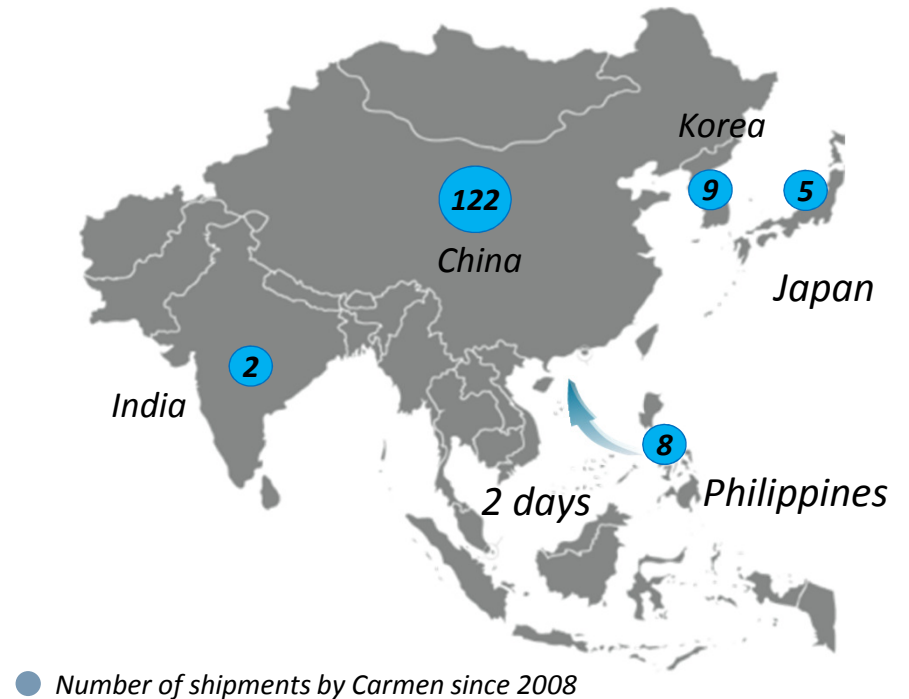 Korea
122
9
5
China
Japan
2
India
8
2 days
Philippines
Number of shipments by Carmen since 2008